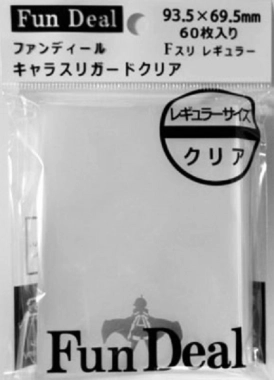 Fun Deal
93.5×69.5mm
60枚入り
ファンディール
Fスリ レギュラー
キャラスリガードクリア
レギュラーサイズ
クリア
Fun Deal